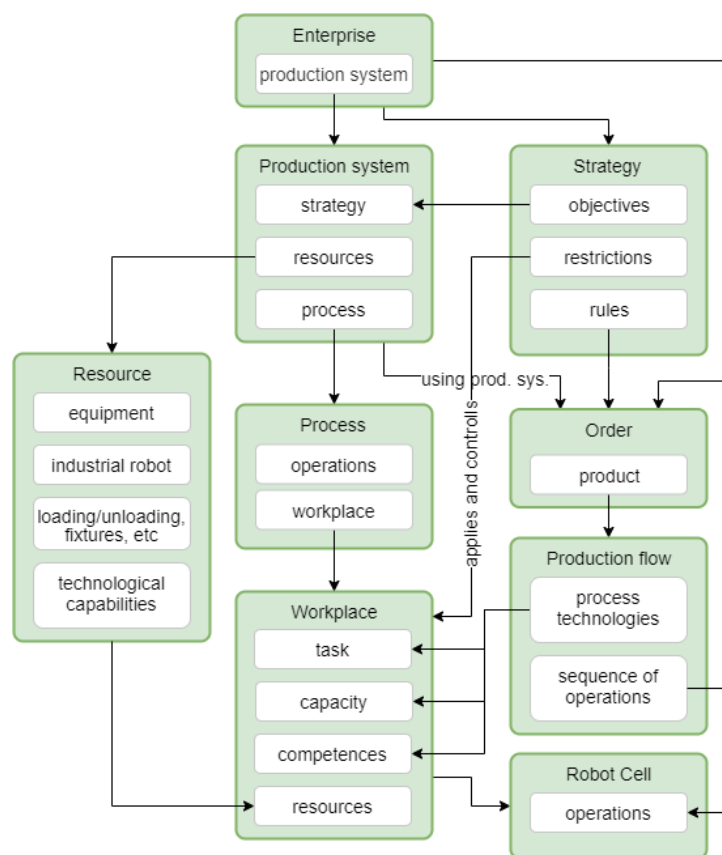 Enterprise
production system
Production system
strategy
resources
process
Strategy
objectives
restrictions
rules
using prod. sys.
applies and controlls
Resource
equipment
industrial robot
loading/unloading,
fixtures, etc
technological
capabilities
Process
operations
workplace
Order
product
Production flow
process
technologies
sequence of
operations
Workplace
task
capacity
competences
resources
Robot Cell
operations